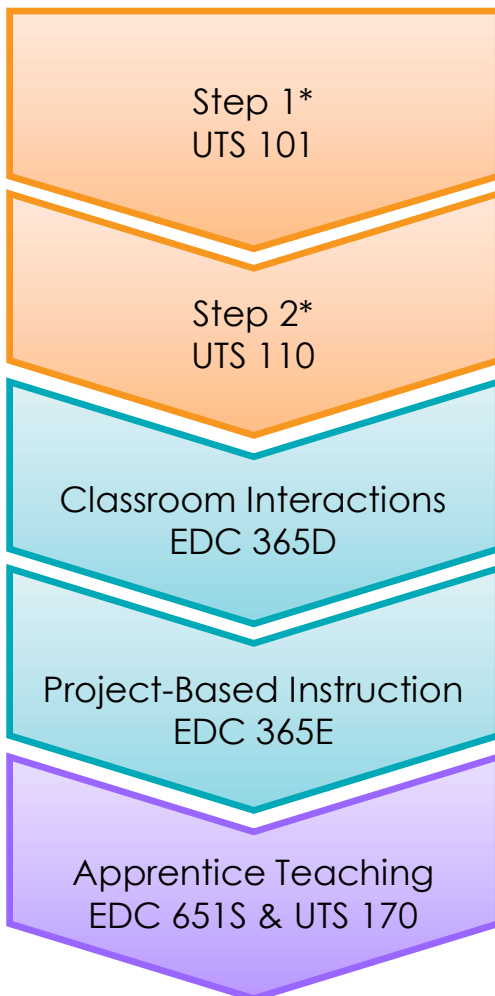 Step 1*
UTS 101
Step 2*
UTS 110
Classroom Interactions
EDC 365D
Project-Based Instruction
EDC 365E
Apprentice Teaching
EDC 651S & UTS 170